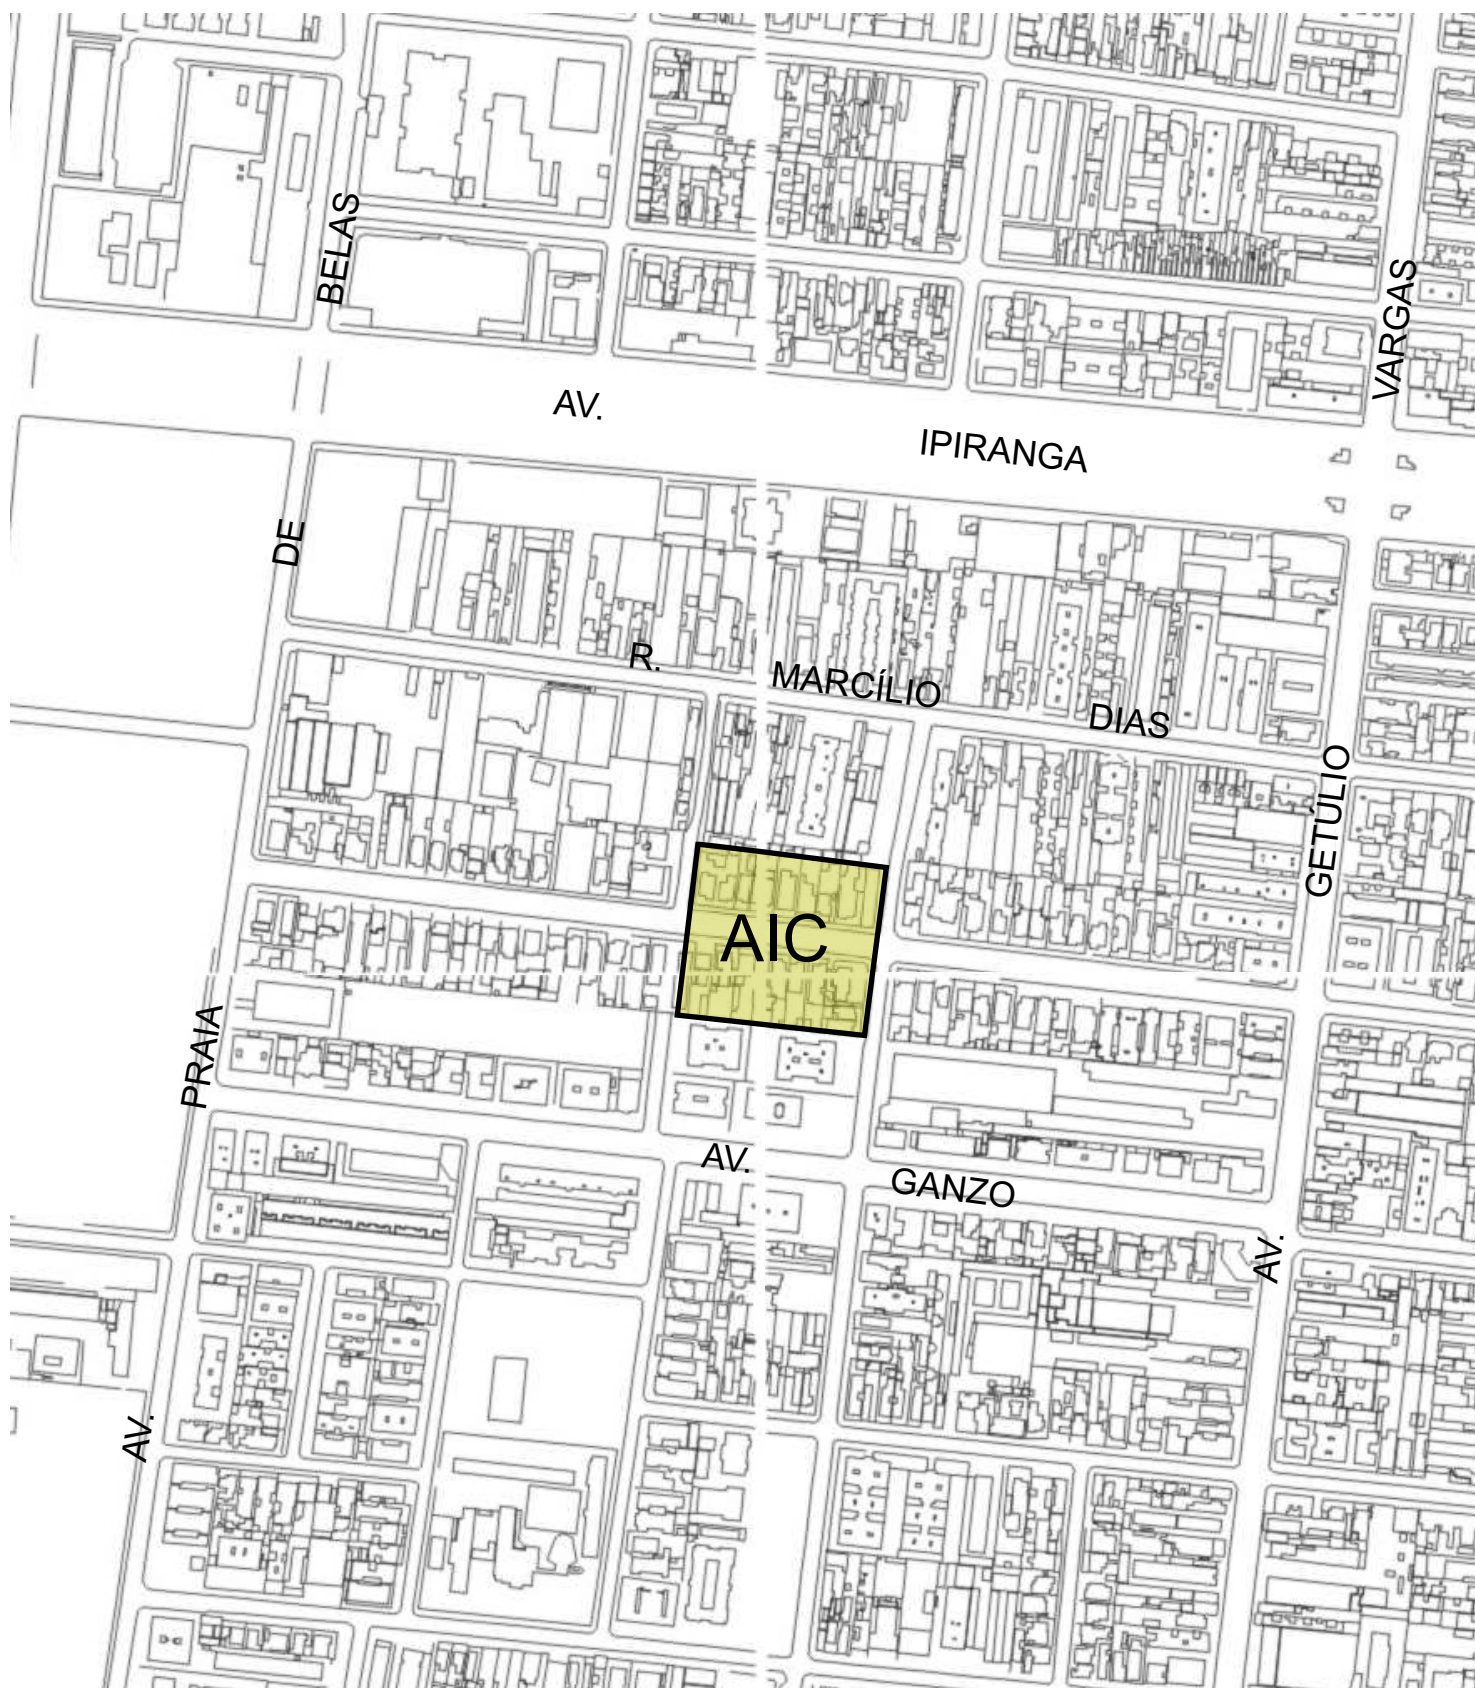 BELAS
VARGAS
AV.
IPIRANGA
DE
R.
MARCÍLIO
DIAS
GETÚLIO
AIC
PRAIA
AV.
GANZO
AV.
AV.